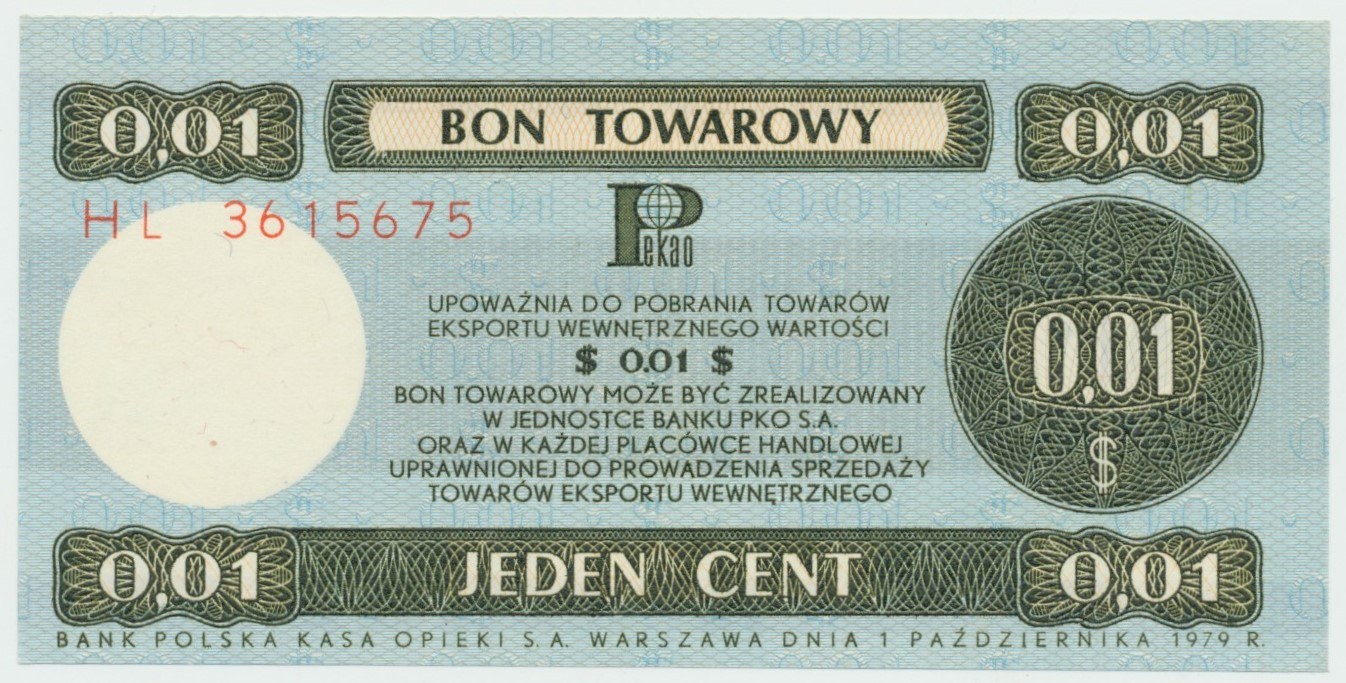 0,01 BON TOWAROWY 0,01
HL 3615675
Pekao
UPOWAŻNIA DO POBRANIA TOWARÓW
EKSPORTU WEWNĘTRZNEGO WARTOŚCI
$ 0.01 $
BON TOWAROWY MOŻE BYĆ ZREALIZOWANY
W JEDNOSTCE BANKU PKO S.A.
ORAZ W KAŻDEJ PLACÓWCE HANDLOWEJ
UPRAWNIONEJ DO PROWADZENIA SPRZEDAŻY
TOWARÓW EKSPORTU WEWNĘTRZNEGO
0,01
$
0,01 JEDEN CENT 0,01
BANK POLSKA KASA OPIEKI S.A. WARSZAWA DNIA 1 PAŹDZIERNIKA 1979 R.